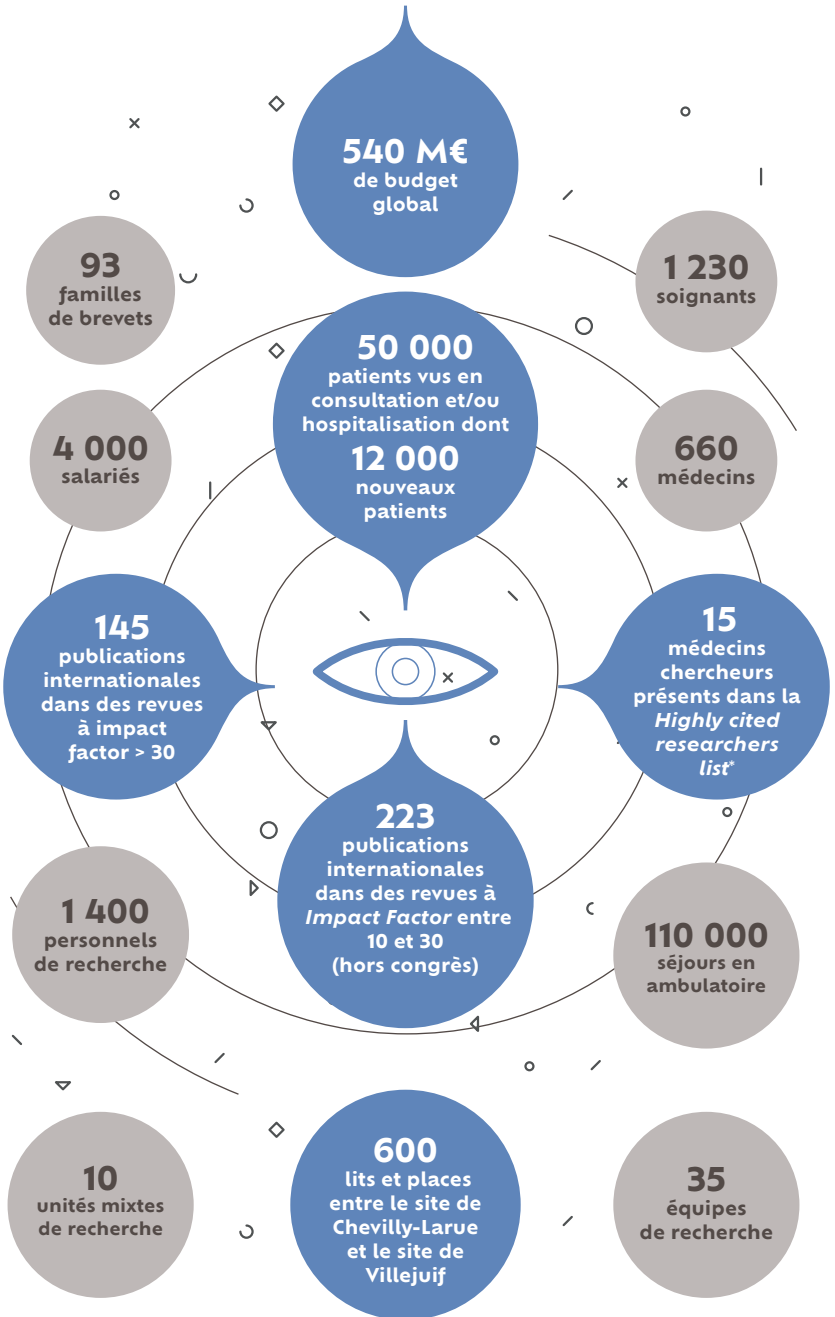 540 M€
de budget
global
93
familles
de brevets
1 230
soignants
50 000
patients vus en
consultation et/ou
hospitalisation dont
12 000
nouveaux
patients
4 000
salariés
660
médecins
145
publications
internationales
dans des revues
à impact
factor > 30
15
médecins
chercheurs
présents dans la
Highly cited
researchers
list*
223
publications
internationales
dans des revues à
Impact Factor entre
10 et 30
(hors congrès)
1 400
personnels
de recherche
110 000
séjours en
ambulatoire
10
unités mixtes
de recherche
600
lits et places
entre le site de
Chevilly-Larue
et le site de
Villejuif
35
équipes
de recherche